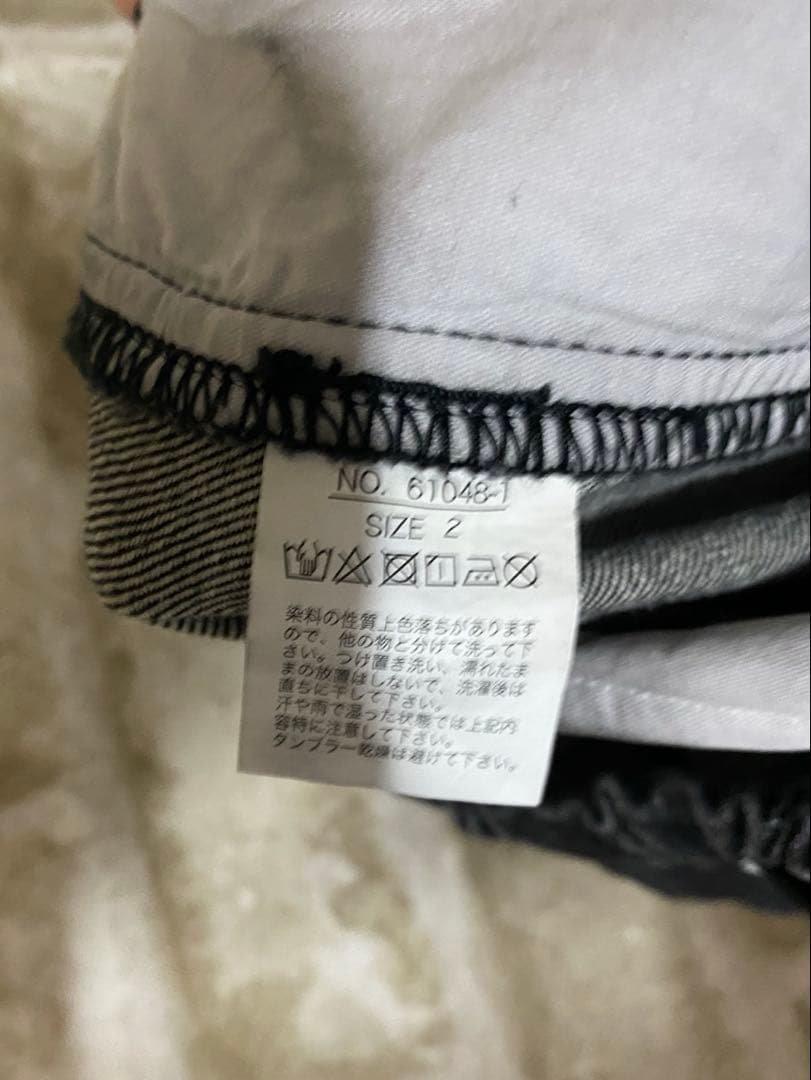 NO. 61048-1
SIZE 2
染料の性質上色落ちがあります
ので、他の物と分けて洗って下
さい。つけ置き洗い、濡れたま
まの放置はしないで、洗濯後は
直ちに干して下さい。
汗や雨で湿った状態では上記内
容特に注意して下さい。
タンブラー乾燥は避けて下さい。